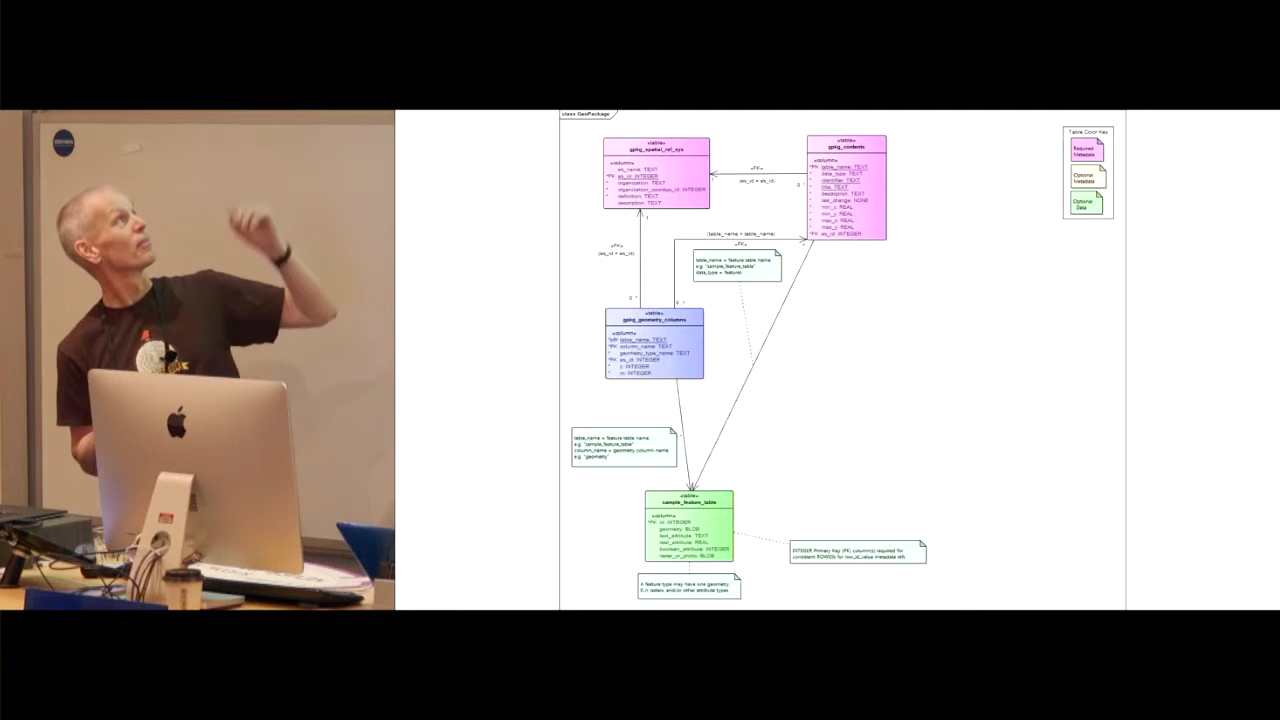 class GeoPackage
«table»
gpkg_spatial_ref_sys
«column»
srs_name: TEXT
*PK srs_id: INTEGER
* organization: TEXT
* organization_coordsys_id: INTEGER
* definition: TEXT
description: TEXT
«table»
gpkg_contents
«column»
*PK table_name: TEXT
* data_type: TEXT
identifier: TEXT
title: TEXT
* description: TEXT
* last_change: NONE
* min_x: REAL
* min_y: REAL
* max_x: REAL
* max_y: REAL
*FK srs_id: INTEGER
Table Color Key
Required
Metadata
Optional
Metadata
Optional
Data
«FK»
(srs_id = srs_id)
0..*
1
(table_name = table_name)
«FK»
1
«FK»
(srs_id = srs_id)
0..*
0..1
table_name = feature table name,
e.g. "sample_feature_table"
data_type = features
«table»
gpkg_geometry_columns
«column»
*pfK table_name: TEXT
*PK column_name: TEXT
* geometry_type_name: TEXT
*FK srs_id: INTEGER
* z: INTEGER
* m: INTEGER
table_name = feature table name
e.g. "sample_feature_table"
column_name = geometry column name,
e.g. "geometry"
«table»
sample_feature_table
«column»
*PK id: INTEGER
geometry: BLOB
text_attribute: TEXT
real_attribute: REAL
boolean_attribute: INTEGER
raster_or_photo: BLOB
INTEGER Primary Key (PK) column(s) required for
consistent ROWIDs for row_id_value metadata refs
A feature type may have one geometry,
0..n rasters, and/or other attribute types